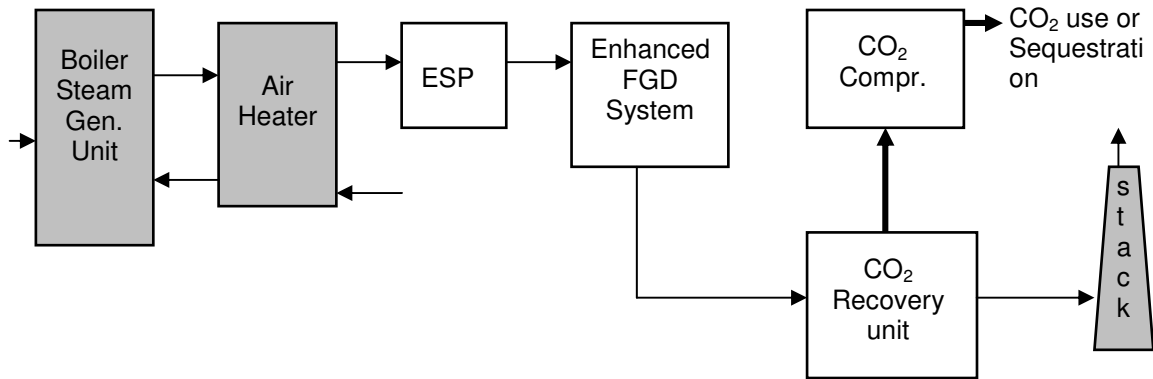 Boiler
Steam
Gen.
Unit
Air
Heater
ESP
Enhanced
FGD
System
CO₂
Compr.
CO₂ use or
Sequestrati
on
CO₂
Recovery
unit
s
t
a
c
k